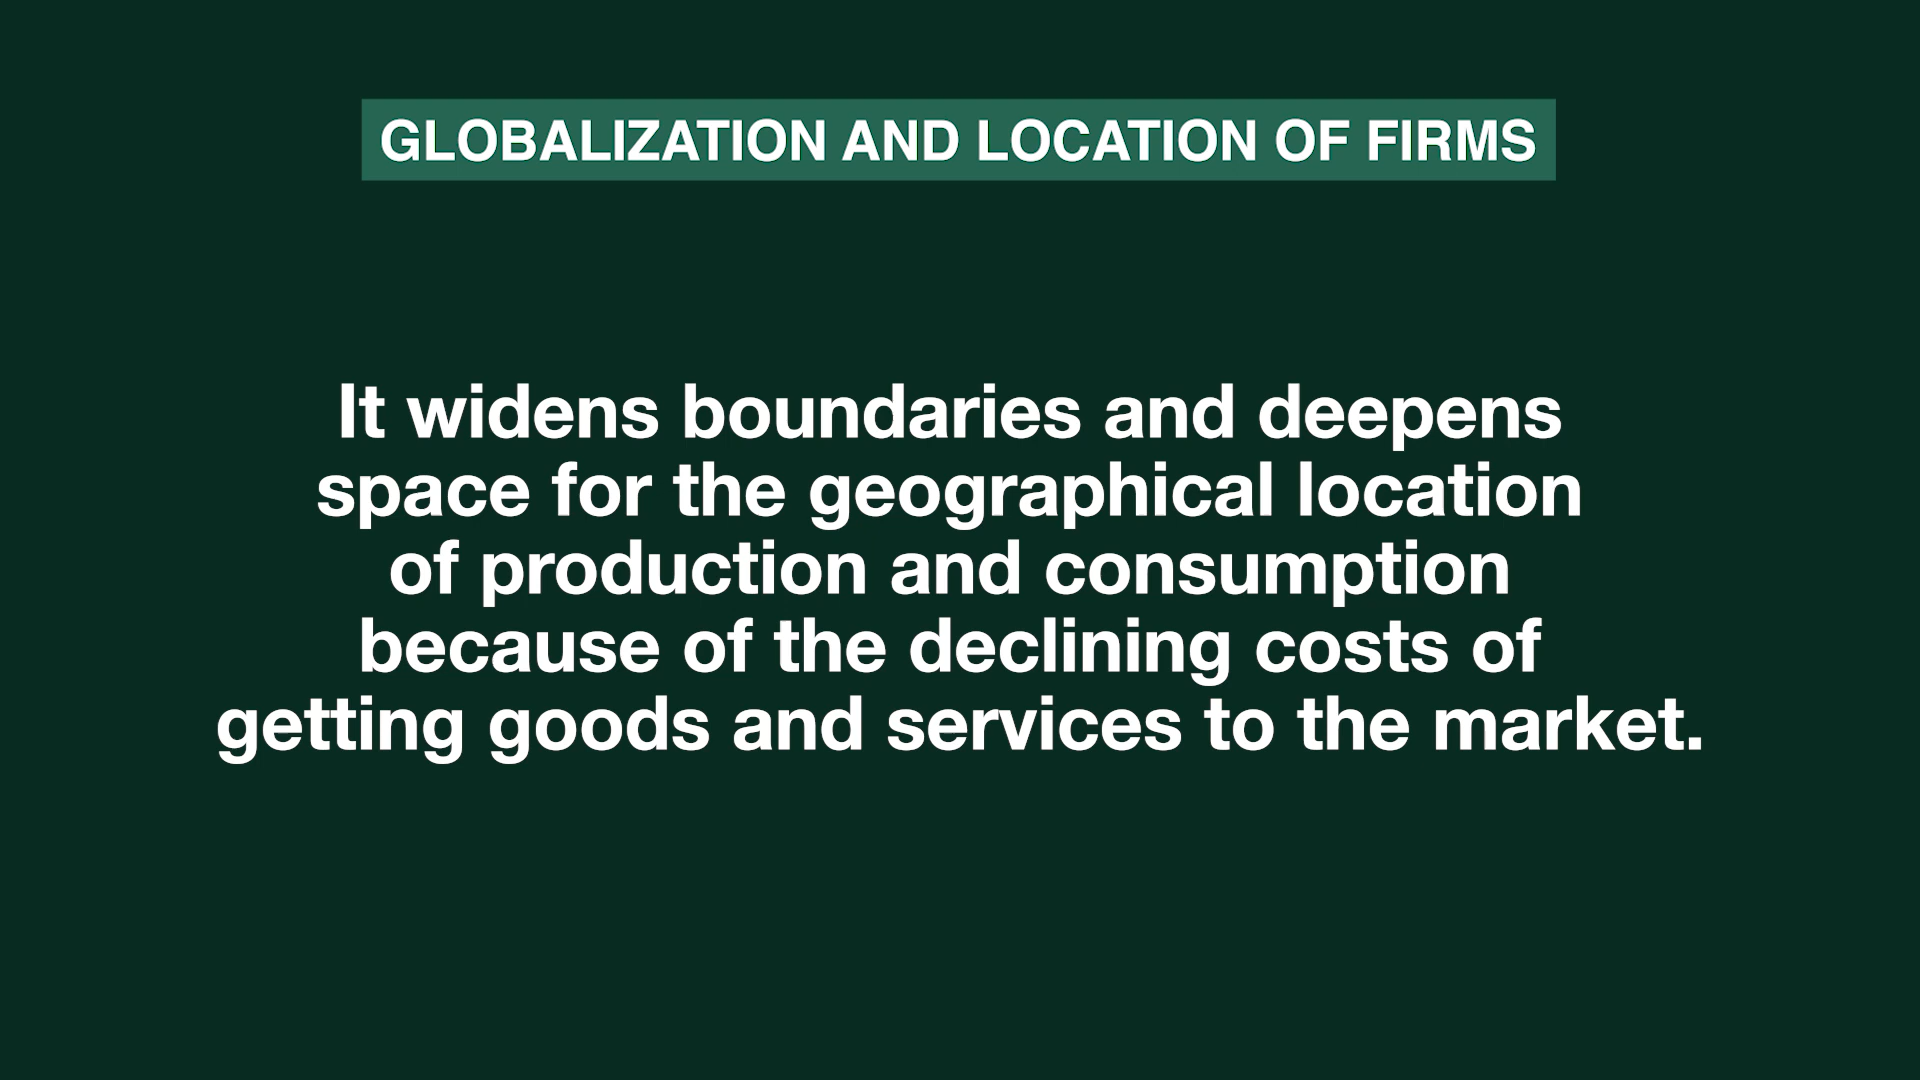 GLOBALIZATION AND LOCATION OF FIRMS
It widens boundaries and deepens
space for the geographical location
of production and consumption
because of the declining costs of
getting goods and services to the market.